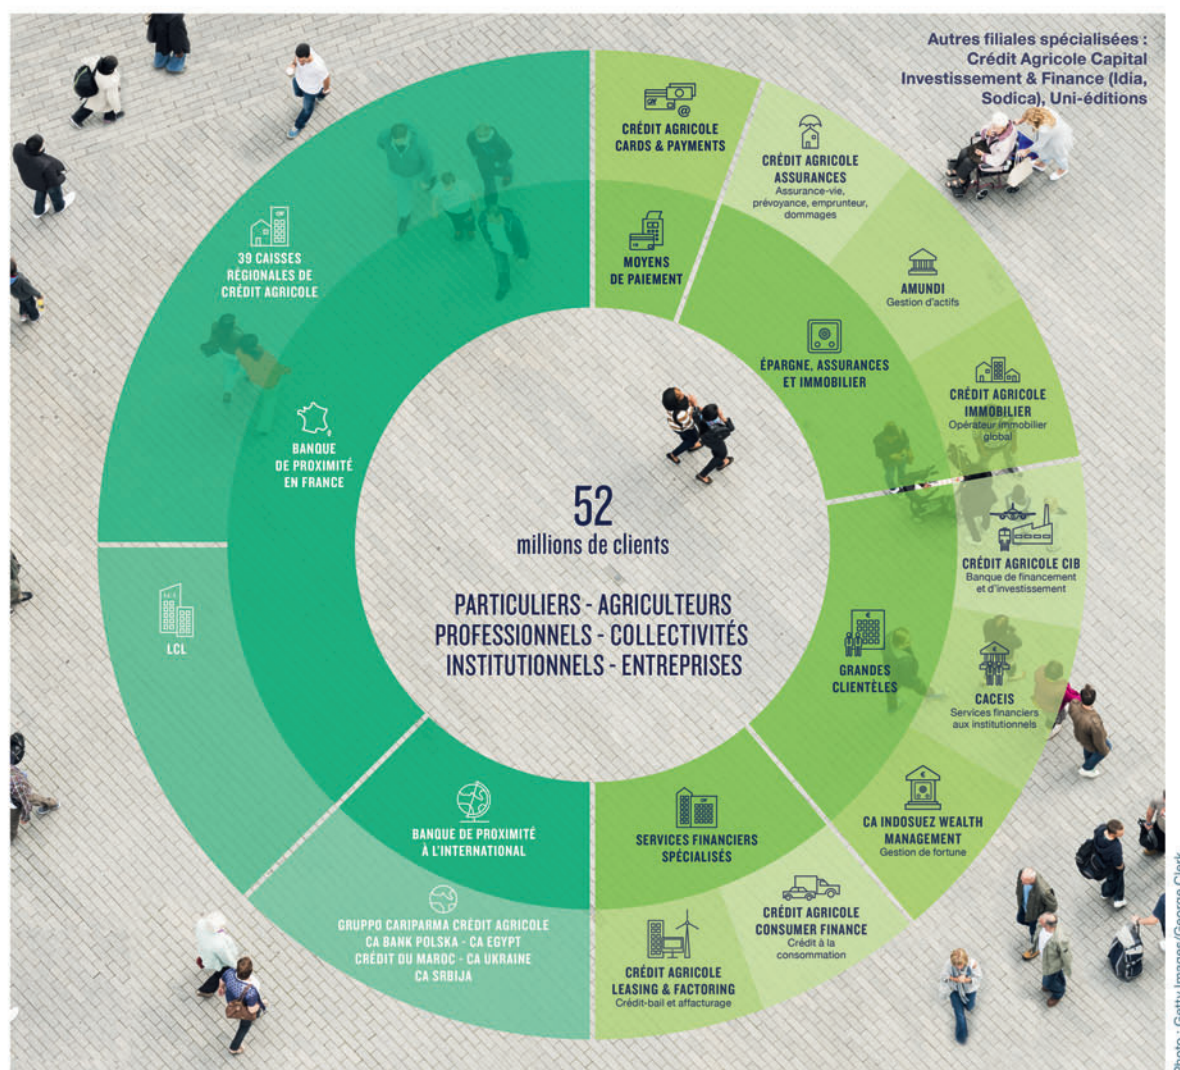 Autres filiales spécialisées :
Crédit Agricole Capital
Investissement & Finance (Idia,
Sodica), Uni-éditions
CRÉDIT AGRICOLE
CARDS & PAYMENTS
MOYENS
DE PAIEMENT
CRÉDIT AGRICOLE
ASSURANCES
Assurance-vie,
prévoyance, emprunteur,
dommages
AMUNDI
Gestion d'actifs
CRÉDIT AGRICOLE
IMMOBILIER
Opérateur immobilier
global
ÉPARGNE, ASSURANCES
ET IMMOBILIER
39 CAISSES
RÉGIONALES DE
CRÉDIT AGRICOLE
BANQUE
DE PROXIMITÉ
EN FRANCE
52
millions de clients
PARTICULIERS - AGRICULTEURS
PROFESSIONNELS - COLLECTIVITÉS
INSTITUTIONNELS - ENTREPRISES
CRÉDIT AGRICOLE CIB
Banque de financement
et d'investissement
GRANDES
CLIENTÈLES
CACEIS
Services financiers
aux institutionnels
CA INDOSUEZ WEALTH
MANAGEMENT
Gestion de fortune
LCL
BANQUE DE PROXIMITÉ
À L'INTERNATIONAL
GRUPPO CARIPARMA CRÉDIT AGRICOLE
CA BANK POLSKA - CA EGYPT
CRÉDIT DU MAROC - CA UKRAINE
CA SRBIJA
SERVICES FINANCIERS
SPÉCIALISÉS
CRÉDIT AGRICOLE
LEASING & FACTORING
Crédit-bail et affacturage
CRÉDIT AGRICOLE
CONSUMER FINANCE
Crédit à la
consommation
Photo : Getty Images/George Clerk